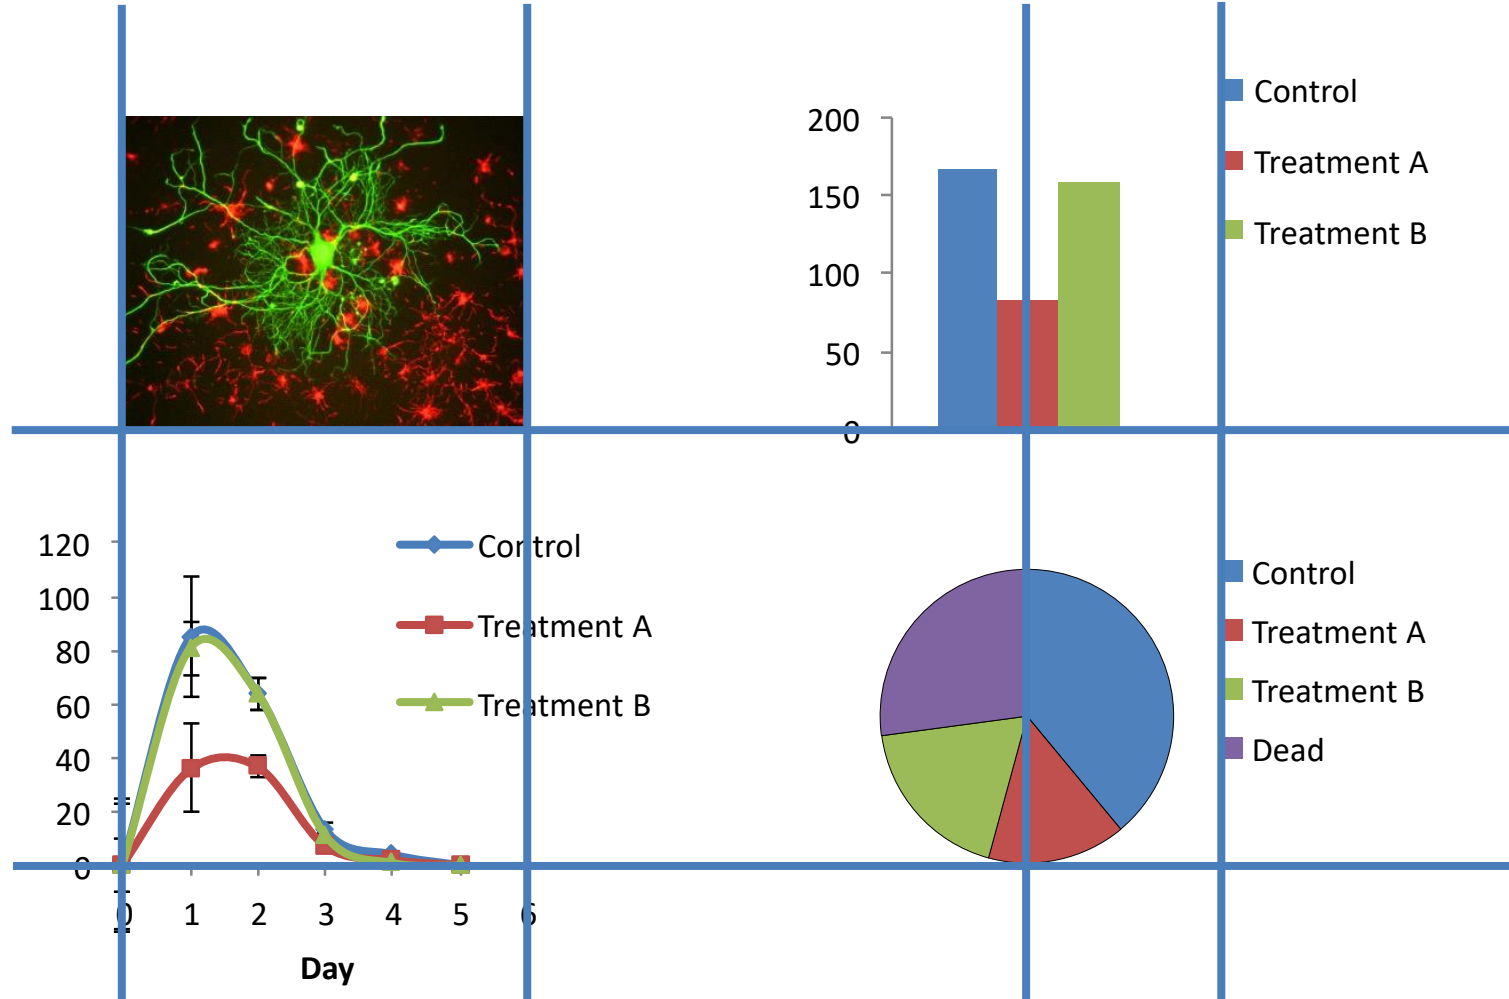 200
150
100
50
0
Control
Treatment A
Treatment B
120
100
80
60
40
20
0
0 1 2 3 4 5 6
Day
Control
Treatment A
Treatment B
Control
Treatment A
Treatment B
Dead